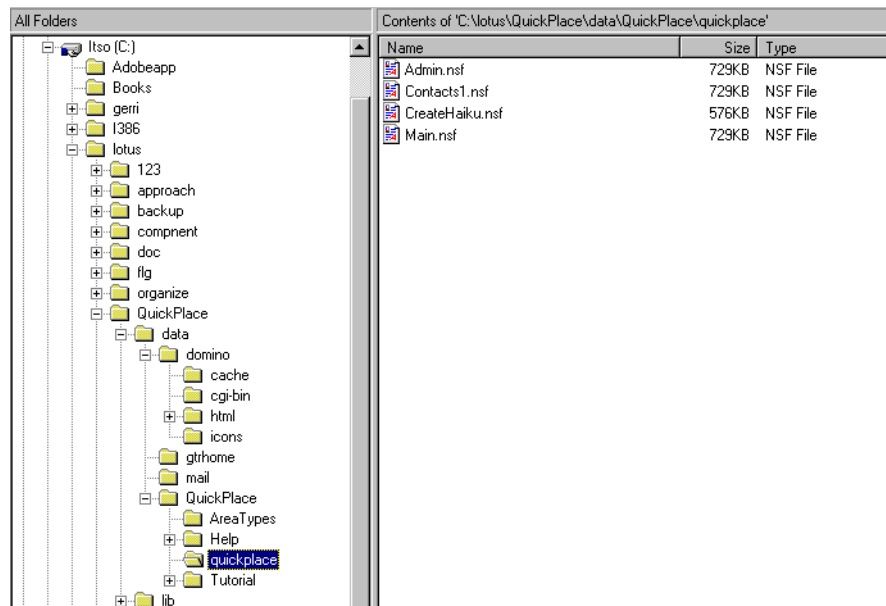 All Folders
Contents of 'C:\lotus\QuickPlace\data\QuickPlace\quickplace'
Itso (C:)
Adobeapp
Books
gerri
I386
lotus
123
approach
backup
compnent
doc
flg
organize
QuickPlace
data
domino
cache
cgi-bin
html
icons
gtrhome
mail
QuickPlace
AreaTypes
Help
quickplace
Tutorial
lib
Name Size Type
Admin.nsf 729KB NSF File
Contacts1.nsf 729KB NSF File
CreateHaiku.nsf 576KB NSF File
Main.nsf 729KB NSF File